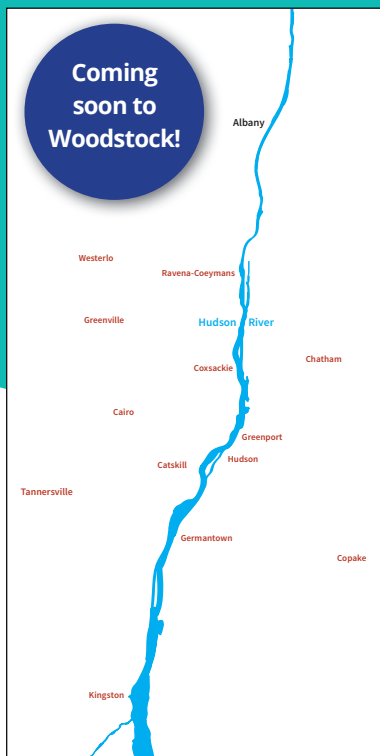 Coming
soon to
Woodstock!
Albany
Westerlo
Ravena-Coeymans
Greenville
Hudson River
Chatham
Coxsackie
Cairo
Greenport
Hudson
Catskill
Tannersville
Germantown
Copake
Kingston